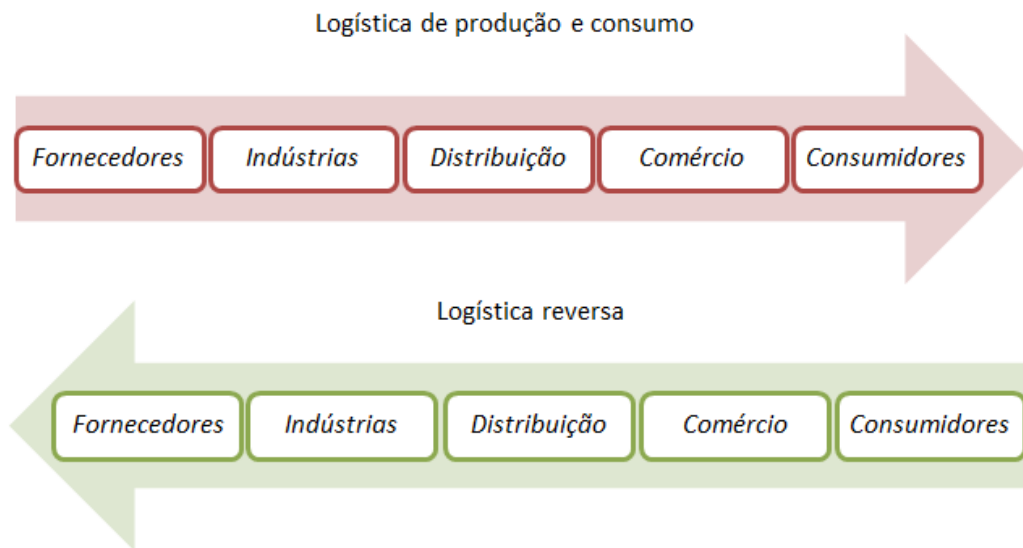 Logística de produção e consumo
Fornecedores Indústrias Distribuição Comércio Consumidores
Logística reversa
Fornecedores Indústrias Distribuição Comércio Consumidores